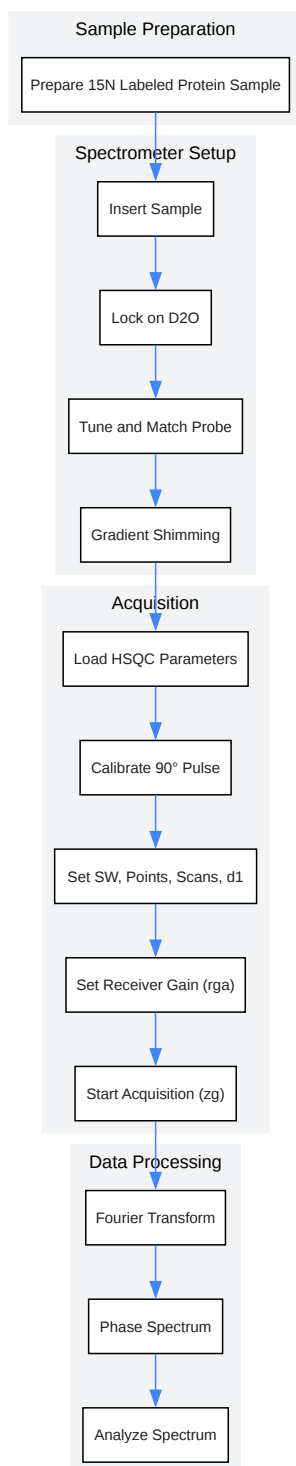 Sample Preparation
Prepare 15N Labeled Protein Sample
Spectrometer Setup
Insert Sample
Lock on D2O
Tune and Match Probe
Gradient Shimming
Acquisition
Load HSQC Parameters
Calibrate 90° Pulse
Set SW, Points, Scans, d1
Set Receiver Gain (rga)
Start Acquisition (zg)
Data Processing
Fourier Transform
Phase Spectrum
Analyze Spectrum